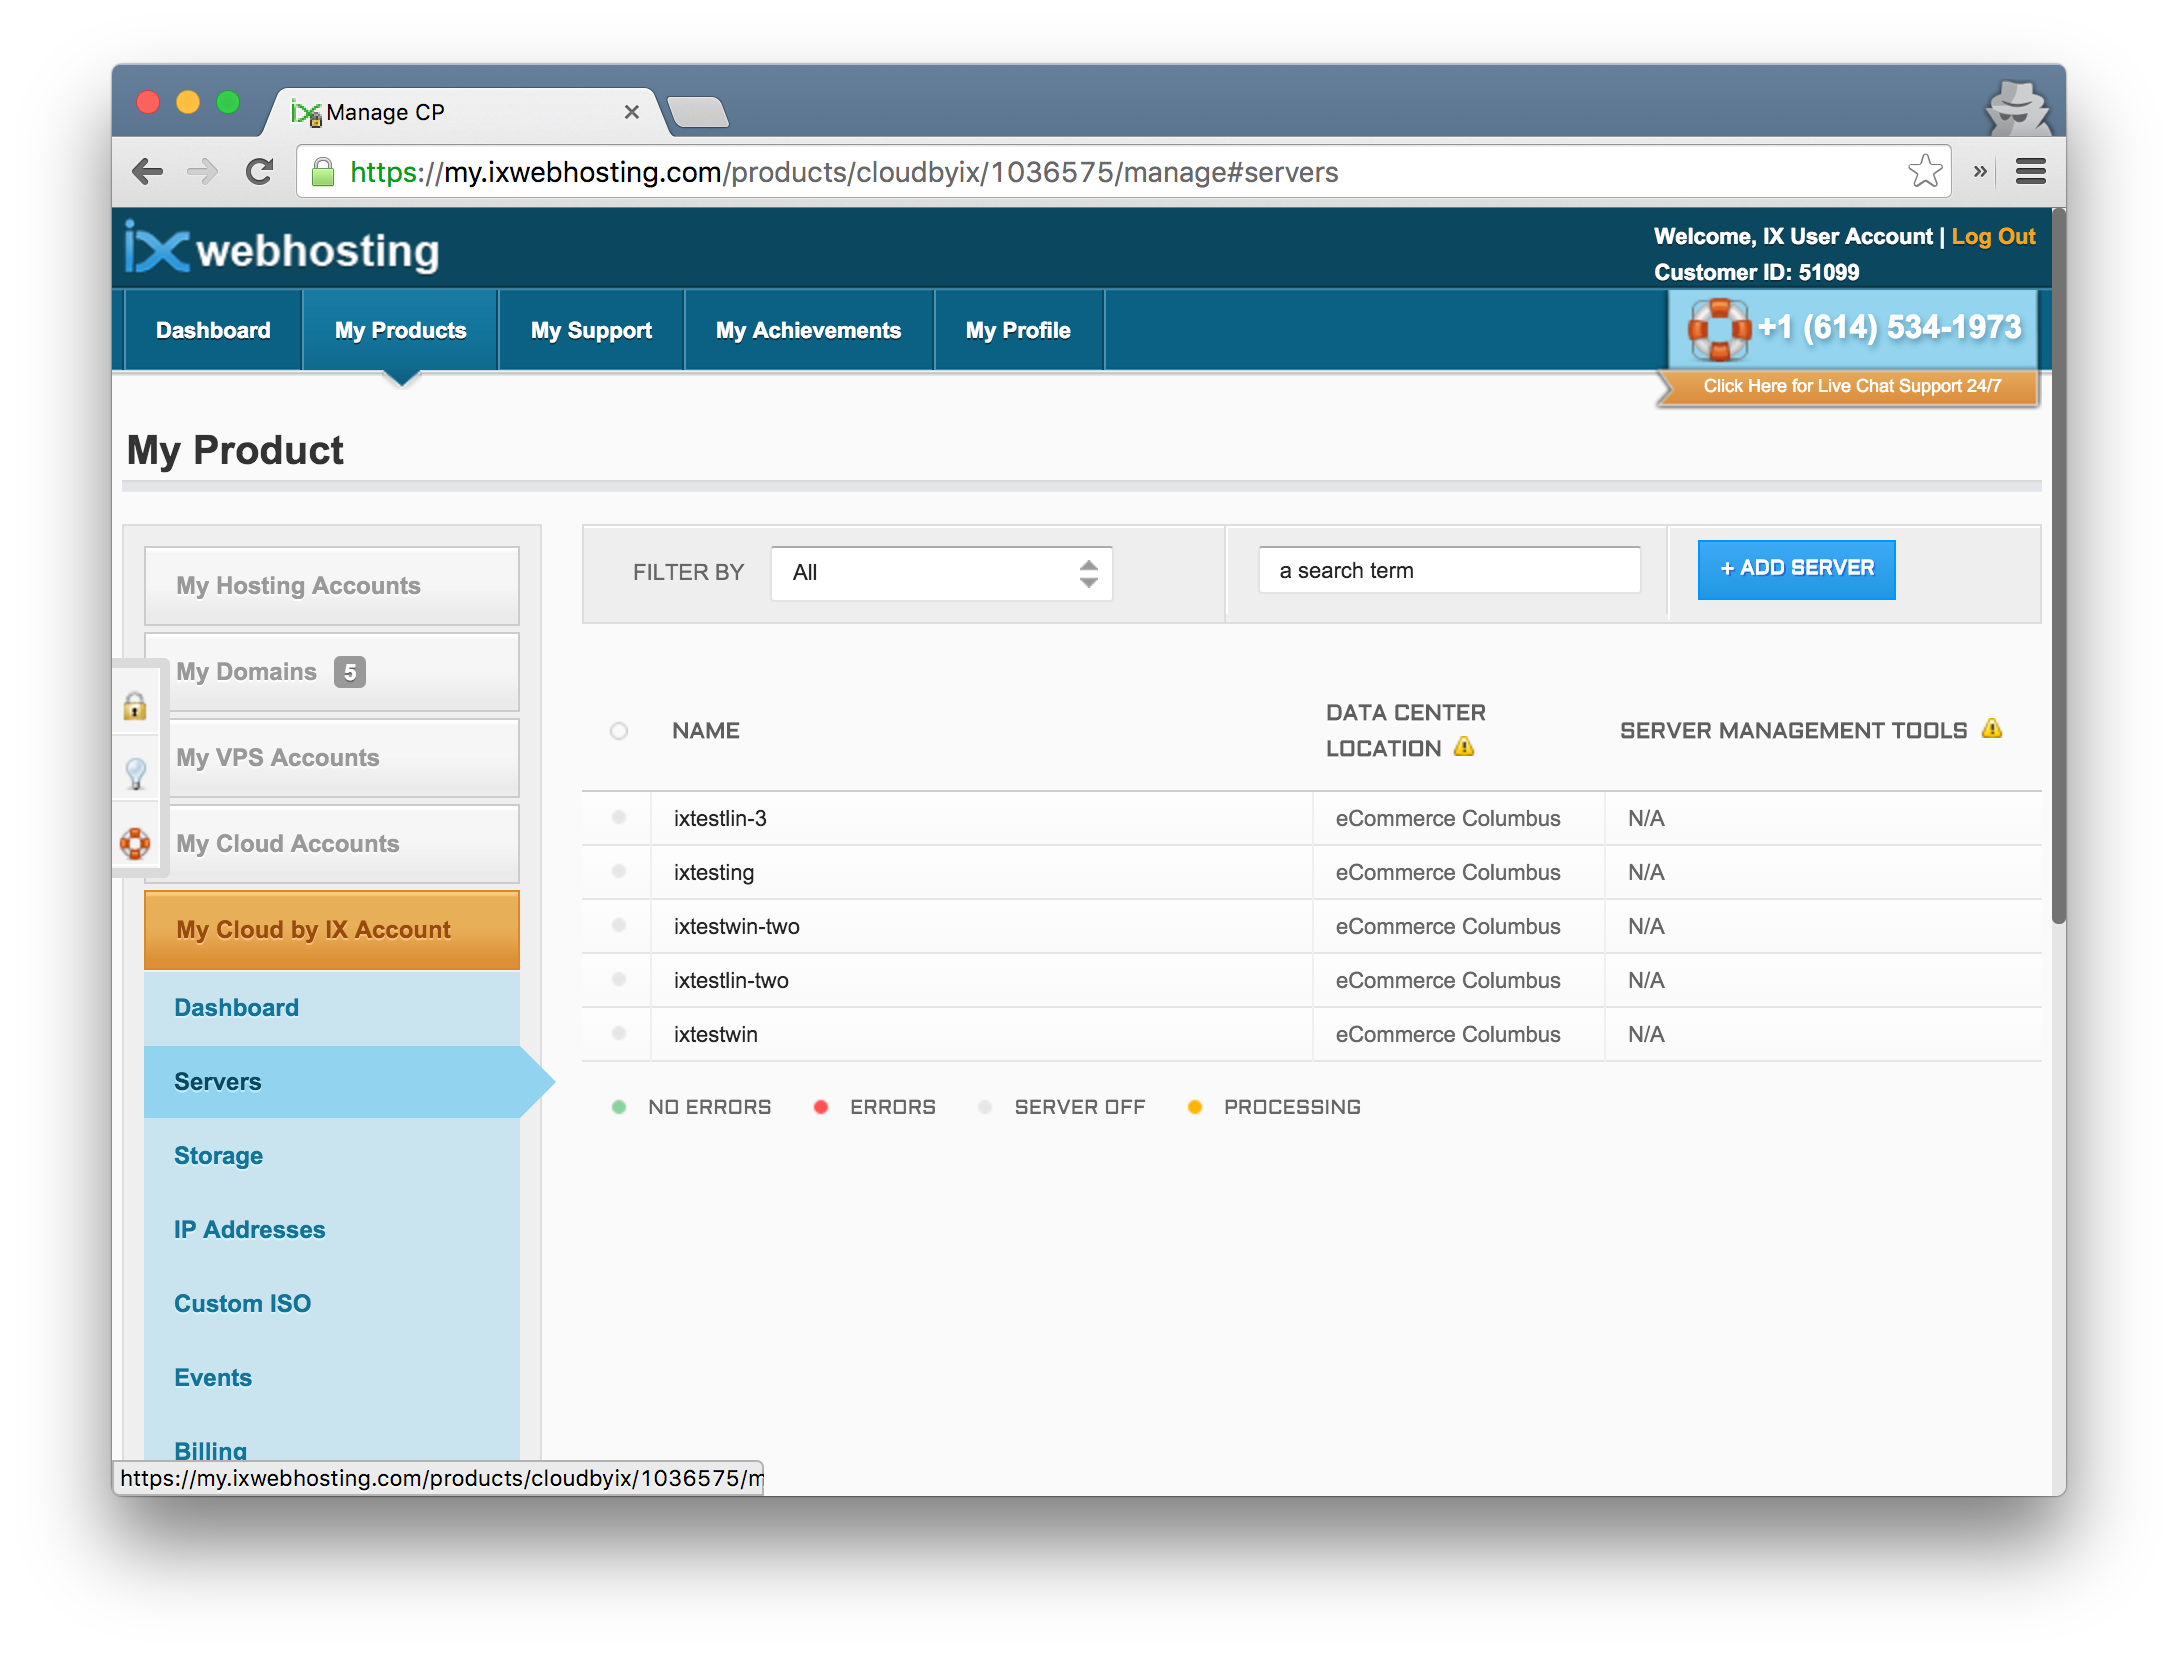 Manage CP
https://my.ixwebhosting.com/products/cloudbyix/1036575/manage#servers
ix webhosting
Welcome, IX User Account | Log Out
Customer ID: 51099
Dashboard
My Products
My Support
My Achievements
My Profile
+1 (614) 534-1973
Click Here for Live Chat Support 24/7
My Product
My Hosting Accounts
My Domains 5
My VPS Accounts
My Cloud Accounts
My Cloud by IX Account
Dashboard
Servers
Storage
IP Addresses
Custom ISO
Events
Billing
FILTER BY All
a search term
+ ADD SERVER
NAME
DATA CENTER
LOCATION
SERVER MANAGEMENT TOOLS
ixtestlin-3 eCommerce Columbus N/A
ixtesting eCommerce Columbus N/A
ixtestwin-two eCommerce Columbus N/A
ixtestlin-two eCommerce Columbus N/A
ixtestwin eCommerce Columbus N/A
NO ERRORS ERRORS SERVER OFF PROCESSING
https://my.ixwebhosting.com/products/cloudbyix/1036575/m